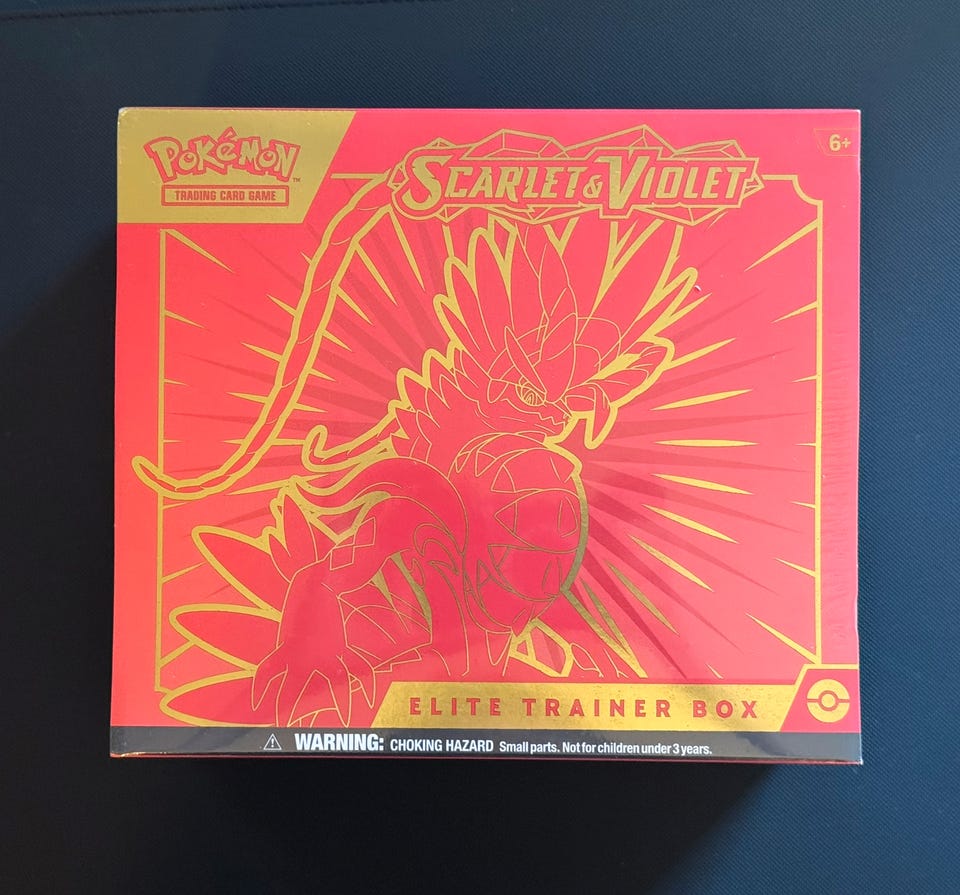 POKéMON™
TRADING CARD GAME
SCARLET & VIOLET
6+
ELITE TRAINER BOX
WARNING: CHOKING HAZARD Small parts. Not for children under 3 years.